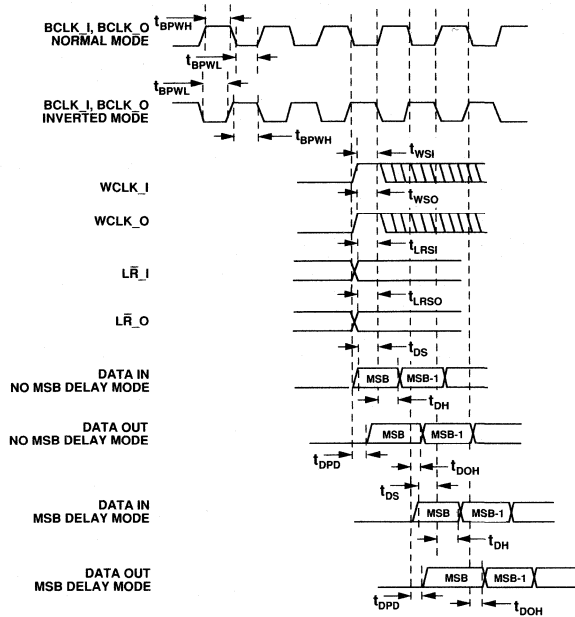 BCLK_I, BCLK_O
NORMAL MODE
tBPWH
tBPWL
tBPWL
BCLK_I, BCLK_O
INVERTED MODE
tBPWH
tWSI
WCLK_I
tWSO
WCLK_O
tLRSI
LR̅_I
tLRSO
LR̅_O
tDS
DATA IN
NO MSB DELAY MODE
MSB MSB-1
tDH
DATA OUT
NO MSB DELAY MODE
MSB MSB-1
tDPD
tDOH
tDS
DATA IN
MSB DELAY MODE
MSB MSB-1
tDH
DATA OUT
MSB DELAY MODE
MSB MSB-1
tDPD
tDOH